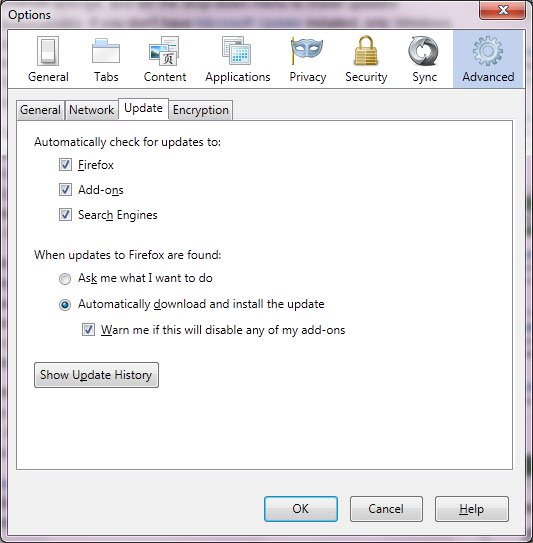 Options
General Tabs Content Applications Privacy Security Sync Advanced
General Network Update Encryption
Automatically check for updates to:
Firefox
Add-ons
Search Engines
When updates to Firefox are found:
Ask me what I want to do
Automatically download and install the update
Warn me if this will disable any of my add-ons
Show Update History
OK Cancel Help